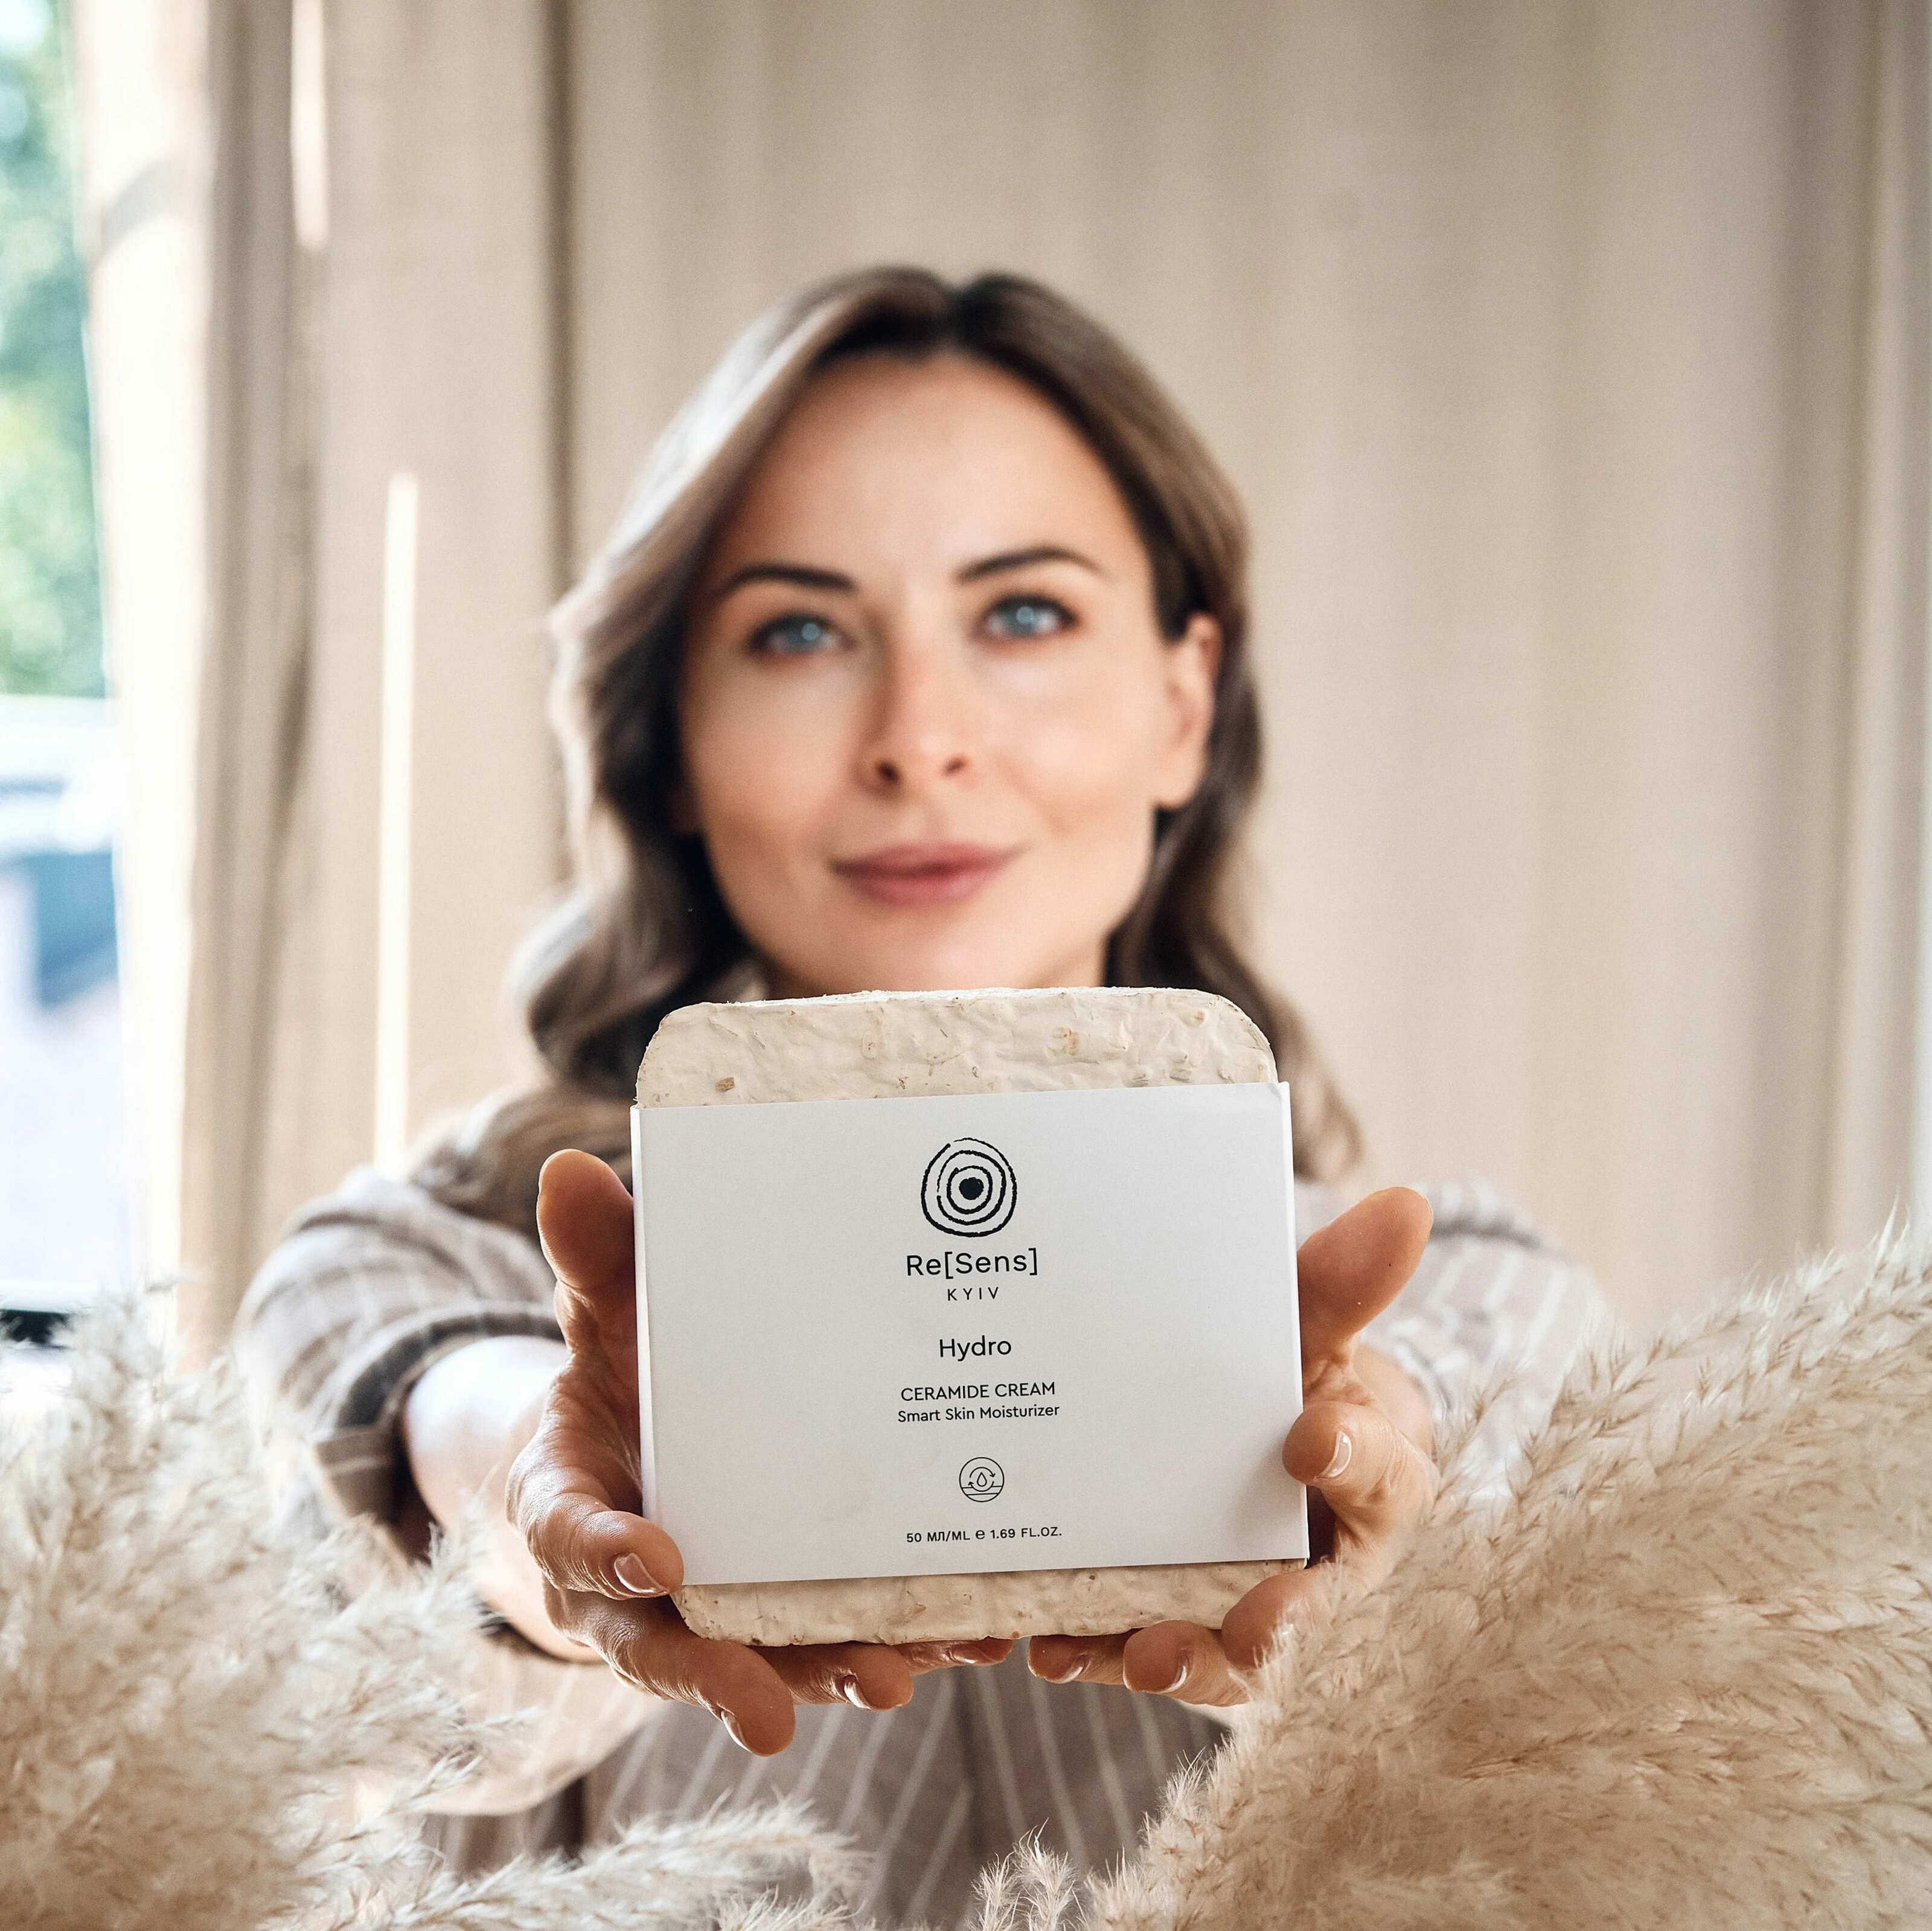 Re[Sens]
KYIV
Hydro
CERAMIDE CREAM
Smart Skin Moisturizer
50 МЛ/ML ℮ 1.69 FL.OZ.